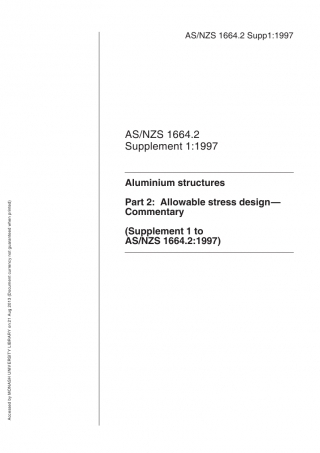 AS/NZS 1664.2 Supp1:1997
AS/NZS 1664.2
Supplement 1:1997
Aluminium structures
Part 2: Allowable stress design—
Commentary
(Supplement 1 to
AS/NZS 1664.2:1997)
Accessed by MONASH UNIVERSITY LIBRARY on 21 Aug 2013 (Document currency not guaranteed when printed)